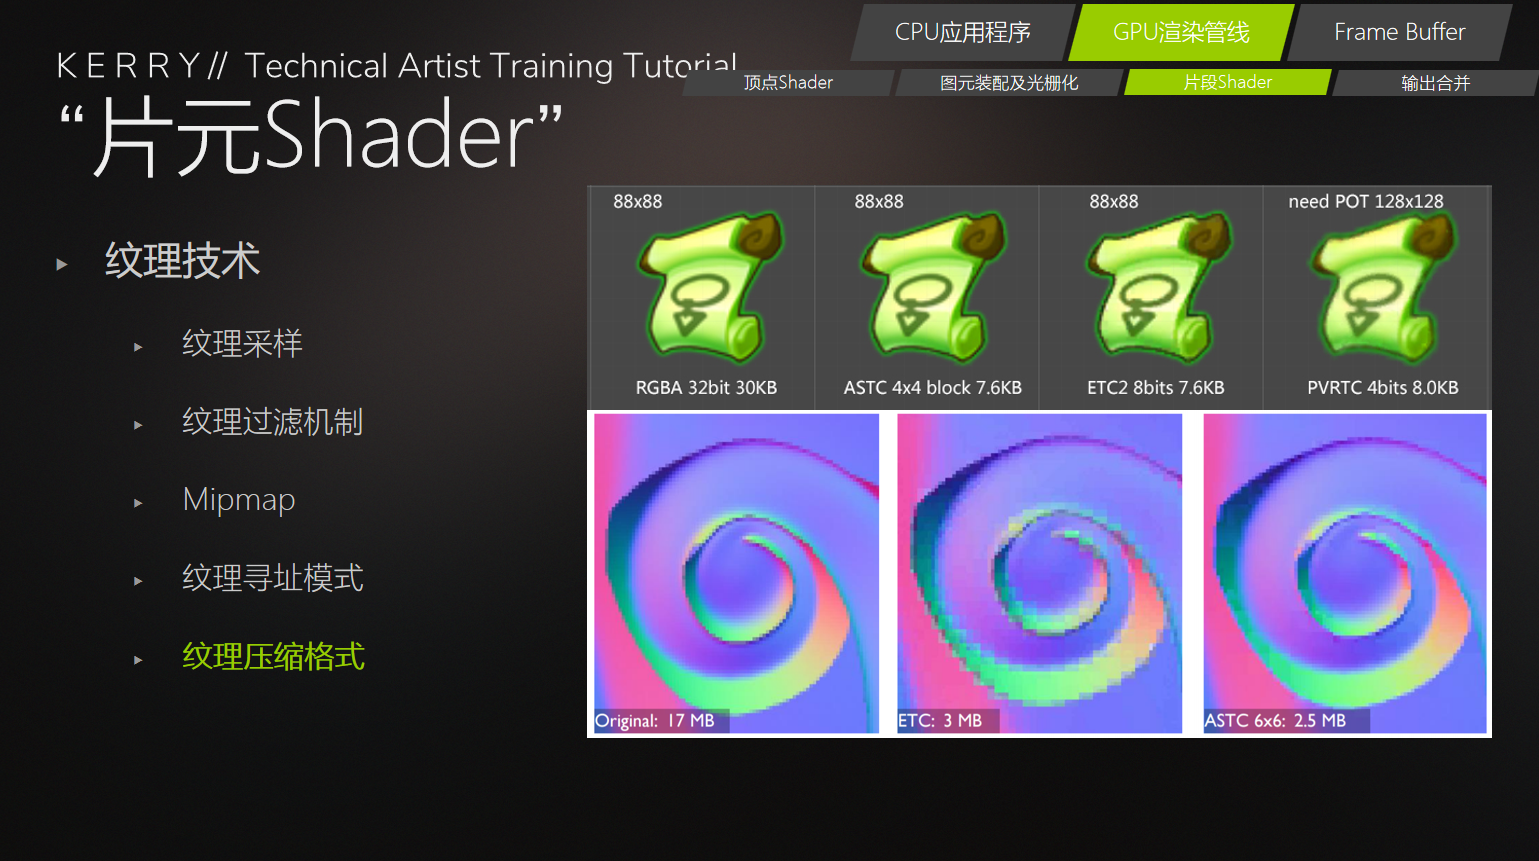 CPU应用程序
GPU渲染管线
Frame Buffer
KERRY// Technical Artist Training Tutorial
顶点Shader
图元装配及光栅化
片段Shader
输出合并
“片元Shader”
纹理技术
纹理采样
纹理过滤机制
Mipmap
纹理寻址模式
纹理压缩格式
88x88
88x88
88x88
need POT 128x128
RGBA 32bit 30KB
ASTC 4x4 block 7.6KB
ETC2 8bits 7.6KB
PVRTC 4bits 8.0KB
Original: 17 MB
ETC: 3 MB
ASTC 6x6: 2.5 MB